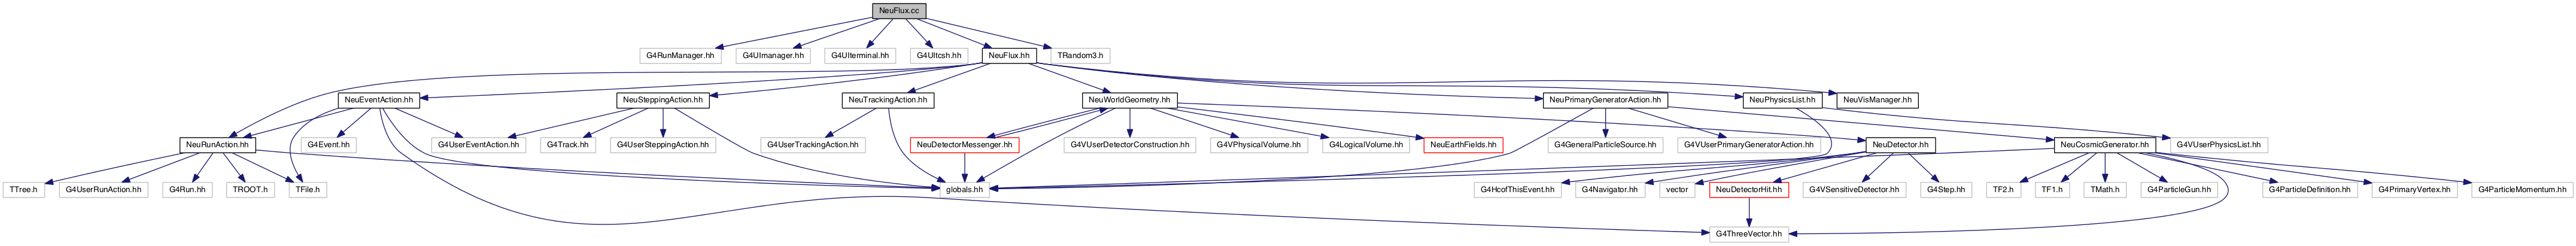 NeuFlux.cc
G4RunManager.hh
G4UImanager.hh
G4UIterminal.hh
G4UItcsh.hh
NeuFlux.hh
TRandom3.h
NeuEventAction.hh
NeuSteppingAction.hh
NeuTrackingAction.hh
NeuWorldGeometry.hh
NeuPrimaryGeneratorAction.hh
NeuPhysicsList.hh
NeuVisManager.hh
NeuRunAction.hh
G4Event.hh
G4UserEventAction.hh
G4Track.hh
G4UserSteppingAction.hh
G4UserTrackingAction.hh
NeuDetectorMessenger.hh
G4VUserDetectorConstruction.hh
G4VPhysicalVolume.hh
G4LogicalVolume.hh
NeuEarthFields.hh
G4GeneralParticleSource.hh
G4VUserPrimaryGeneratorAction.hh
NeuDetector.hh
NeuCosmicGenerator.hh
G4VUserPhysicsList.hh
TTree.h
G4UserRunAction.hh
G4Run.hh
TROOT.h
TFile.h
globals.hh
G4HCofThisEvent.hh
G4Navigator.hh
vector
NeuDetectorHit.hh
G4VSensitiveDetector.hh
G4Step.hh
TF2.h
TF1.h
TMath.h
G4ParticleGun.hh
G4ParticleDefinition.hh
G4PrimaryVertex.hh
G4ParticleMomentum.hh
G4ThreeVector.hh